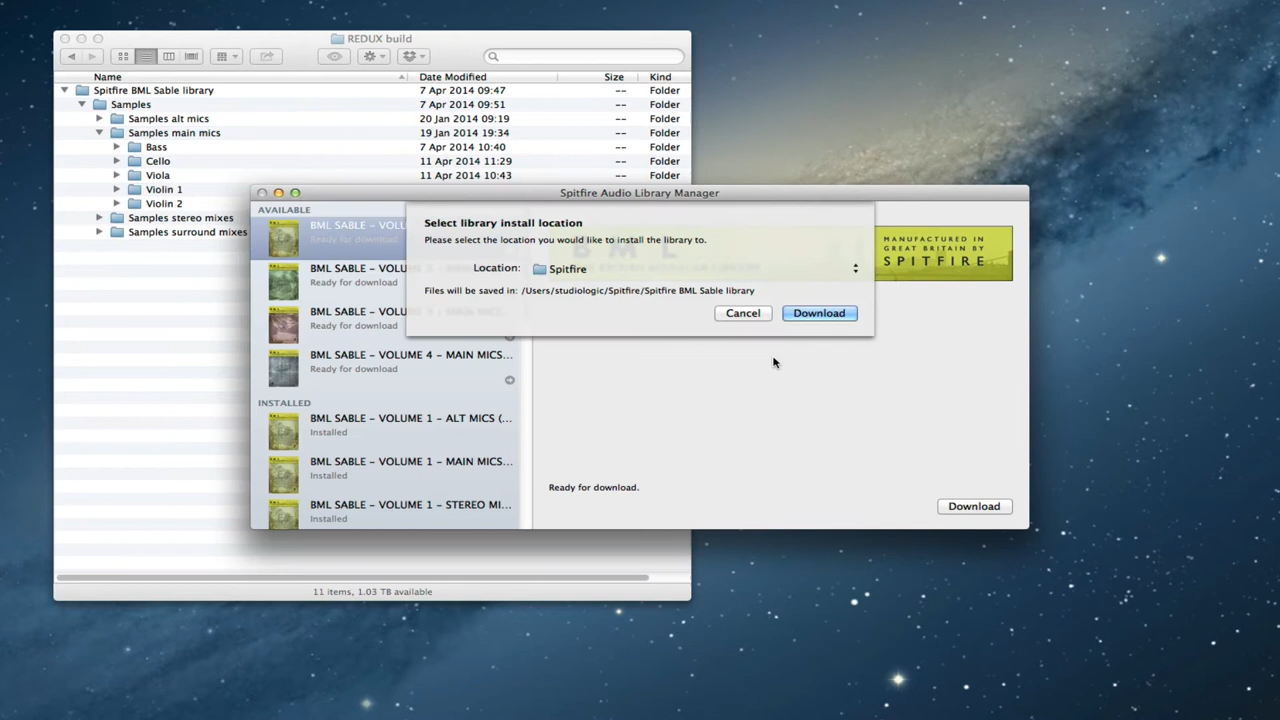 REDUX build
Name Date Modified Size Kind
Spitfire BML Sable library 7 Apr 2014 09:47 -- Folder
Samples 7 Apr 2014 09:51 -- Folder
Samples alt mics 20 Jan 2014 09:19 -- Folder
Samples main mics 19 Jan 2014 19:34 -- Folder
Bass 7 Apr 2014 10:40 -- Folder
Cello 11 Apr 2014 11:29 -- Folder
Viola 11 Apr 2014 10:43 -- Folder
Violin 1
Violin 2
Samples stereo mixes
Samples surround mixes
11 items, 1.03 TB available
Spitfire Audio Library Manager
AVAILABLE
BML SABLE – VOLU
Ready for download
BML SABLE – VOLU
Ready for download
BML SABLE – VOLU
Ready for download
BML SABLE – VOLUME 4 – MAIN MICS...
Ready for download
INSTALLED
BML SABLE – VOLUME 1 – ALT MICS (...
Installed
BML SABLE – VOLUME 1 – MAIN MICS...
Installed
BML SABLE – VOLUME 1 – STEREO MI...
Installed
Select library install location
Please select the location you would like to install the library to.
BML
Location: Spitfire
Files will be saved in: /Users/studiologic/Spitfire/Spitfire BML Sable library
Cancel Download
MANUFACTURED IN
GREAT BRITAIN BY
SPITFIRE
Ready for download.
Download